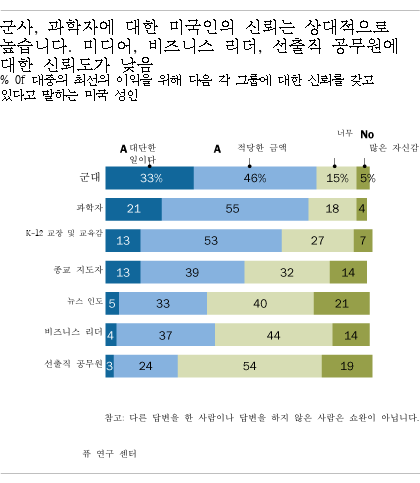 군사, 과학자에 대한 미국인의 신뢰는 상대적으로
높습니다. 미디어, 비즈니스 리더, 선출직 공무원에
대한 신뢰도가 낮음
% Of 대중의 최선의 이익을 위해 다음 각 그룹에 대한 신뢰를 갖고
있다고 말하는 미국 성인
A 대단한
일이다
A 적당한 금액
너무
많은 자신감
No
군대 33% 46% 15% 5%
과학자 21 55 18 4
K-12 교장 및 교육감 13 53 27 7
종교 지도자 13 39 32 14
뉴스 인도 5 33 40 21
비즈니스 리더 4 37 44 14
선출직 공무원 3 24 54 19
참고: 다른 답변을 한 사람이나 답변을 하지 않은 사람은 쇼완이 아닙니다.
퓨 연구 센터